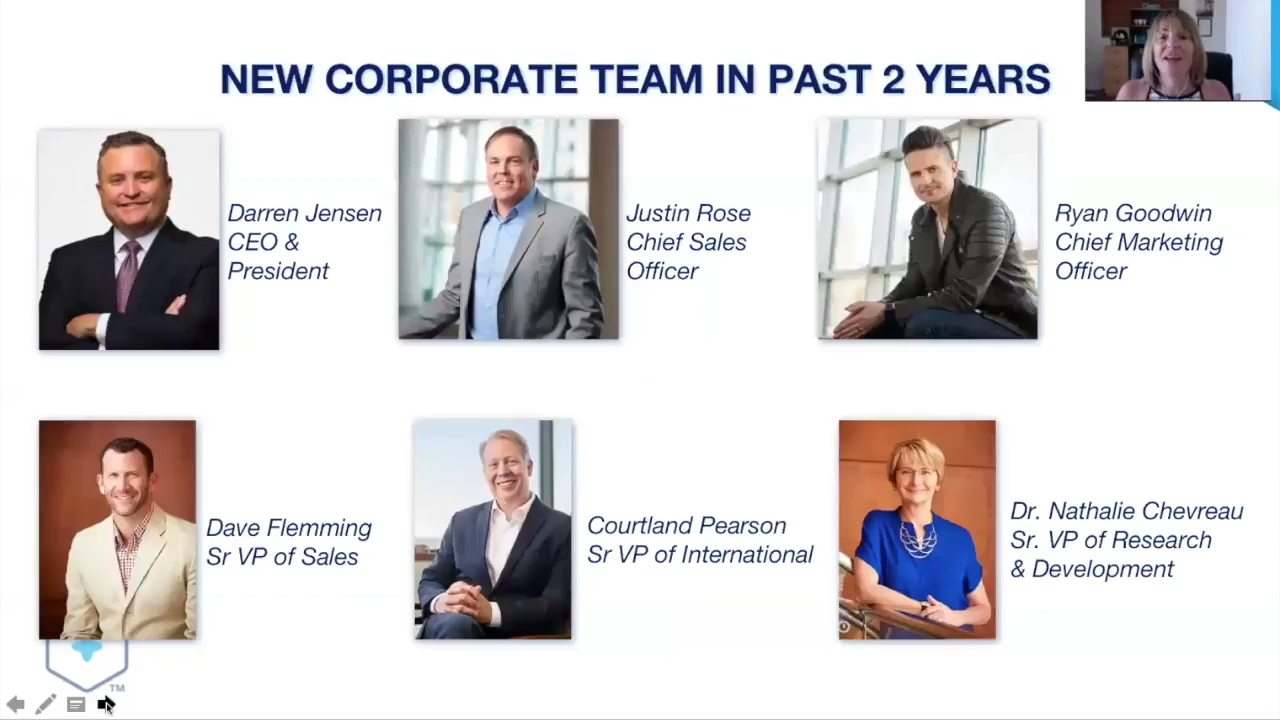 NEW CORPORATE TEAM IN PAST 2 YEARS
Darren Jensen
CEO &
President
Justin Rose
Chief Sales
Officer
Ryan Goodwin
Chief Marketing
Officer
Dave Flemming
Sr VP of Sales
Courtland Pearson
Sr VP of International
Dr. Nathalie Chevreau
Sr. VP of Research
& Development
TM